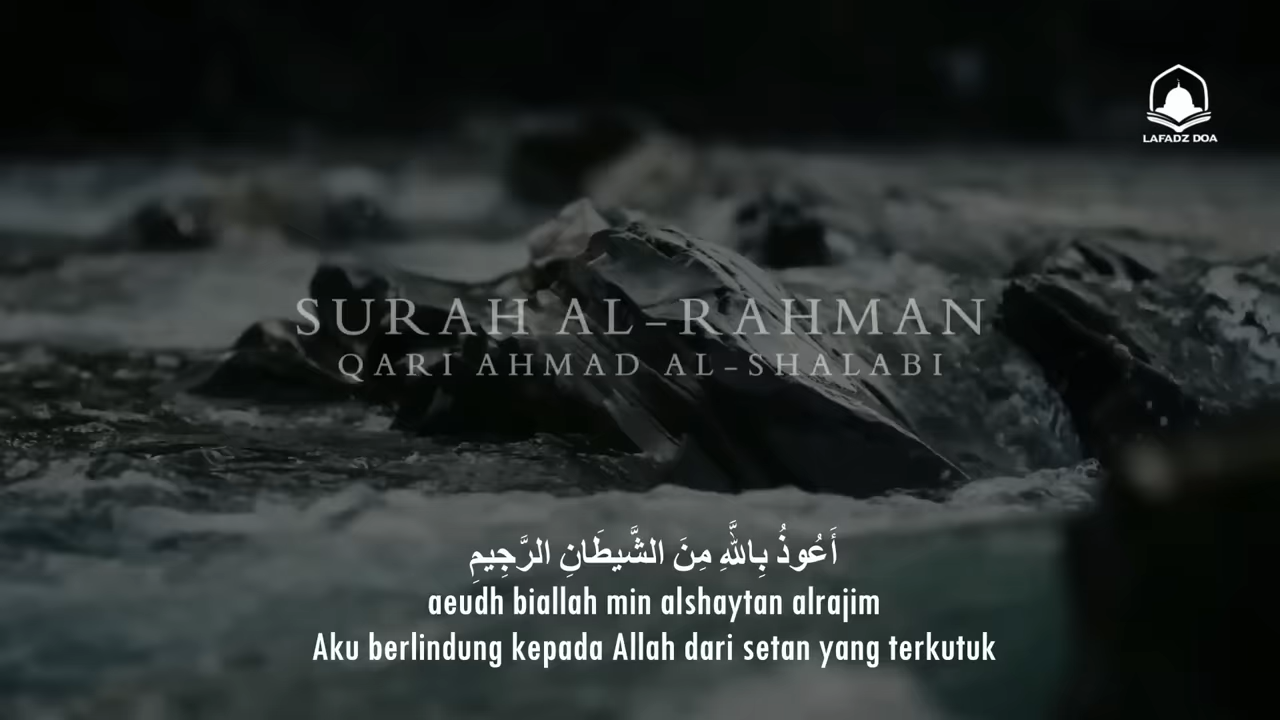 LAFADZ DOA
SURAH AL-RAHMAN
QARI AHMAD AL-SHALABI
أَعُوذُ بِاللَّهِ مِنَ الشَّيطَانِ الرَّجِيمِ
aeudh biallah min alshaytan alrajim
Aku berlindung kepada Allah dari setan yang terkutuk